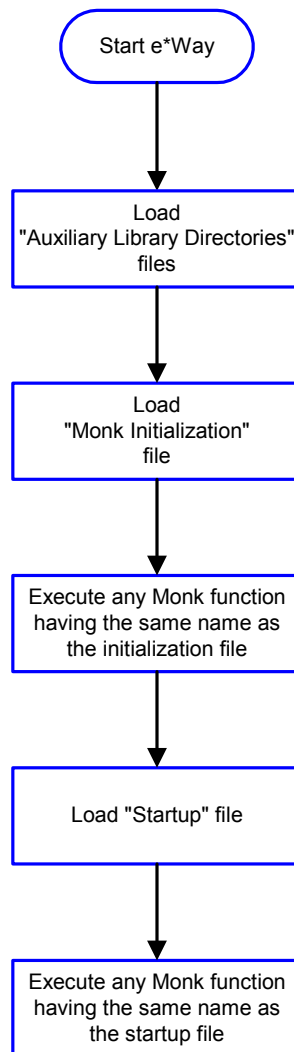 Start e*Way
Load
"Auxiliary Library Directories"
files
Load
"Monk Initialization"
file
Execute any Monk function
having the same name as
the initialization file
Load "Startup" file
Execute any Monk function
having the same name as
the startup file